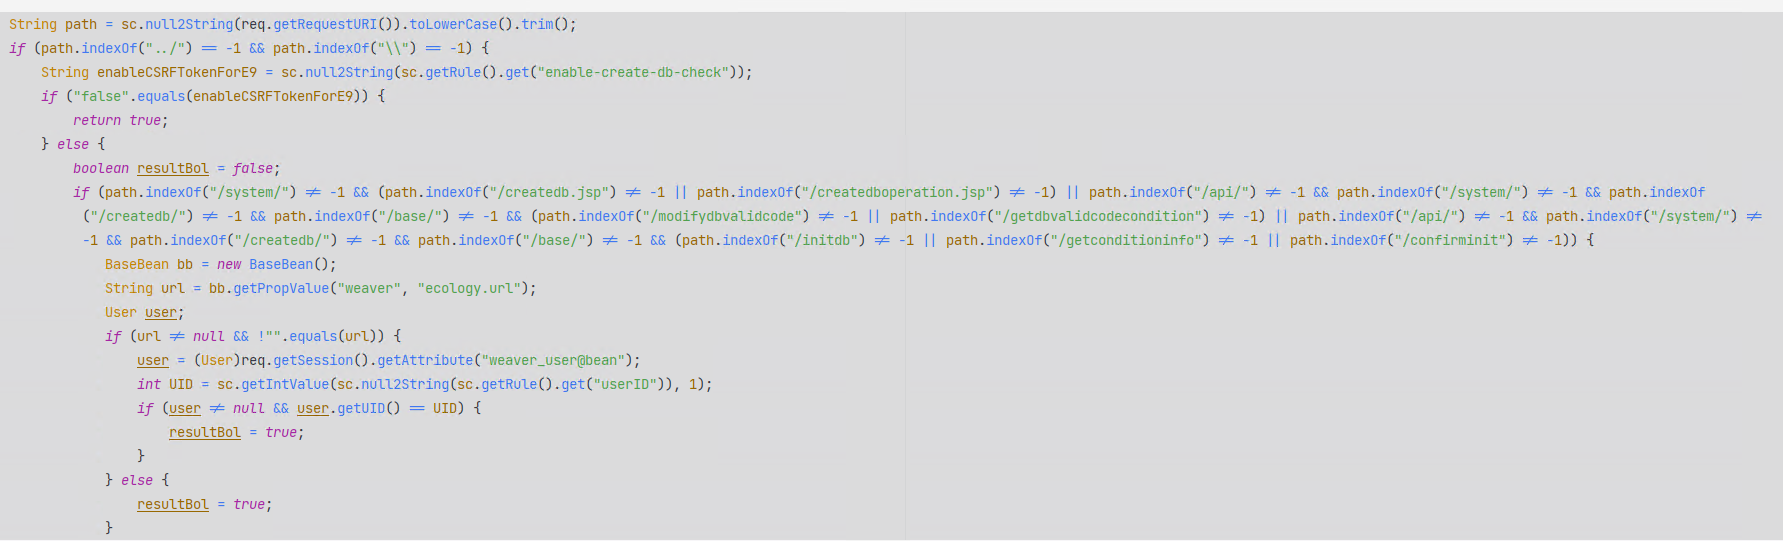 String path = sc.null2String(req.getRequestURI()).toLowerCase().trim();
if (path.indexOf("../") == -1 && path.indexOf("\\") == -1) {
    String enableCSRFTokenForE9 = sc.null2String(sc.getRule().get("enable-create-db-check"));
    if ("false".equals(enableCSRFTokenForE9)) {
        return true;
    } else {
        boolean resultBol = false;
        if (path.indexOf("/system/") != -1 && (path.indexOf("/createdb.jsp") != -1 || path.indexOf("/createdboperation.jsp") != -1) || path.indexOf("/api/") != -1 && path.indexOf("/system/") != -1 && path.indexOf
         ("/createdb/") != -1 && path.indexOf("/base/") != -1 && (path.indexOf("/modifydbvalidcode") != -1 || path.indexOf("/getdbvalidcodecondition") != -1) || path.indexOf("/api/") != -1 && path.indexOf("/system/") !=
         -1 && path.indexOf("/createdb/") != -1 && path.indexOf("/base/") != -1 && (path.indexOf("/initdb") != -1 || path.indexOf("/getconditioninfo") != -1 || path.indexOf("/confirminit") != -1)) {
            BaseBean bb = new BaseBean();
            String url = bb.getPropValue("weaver", "ecology.url");
            User user;
            if (url != null && !"".equals(url)) {
                user = (User)req.getSession().getAttribute("weaver_user@bean");
                int UID = sc.getIntValue(sc.null2String(sc.getRule().get("userID")), 1);
                if (user != null && user.getUID() == UID) {
                    resultBol = true;
                }
            } else {
                resultBol = true;
            }